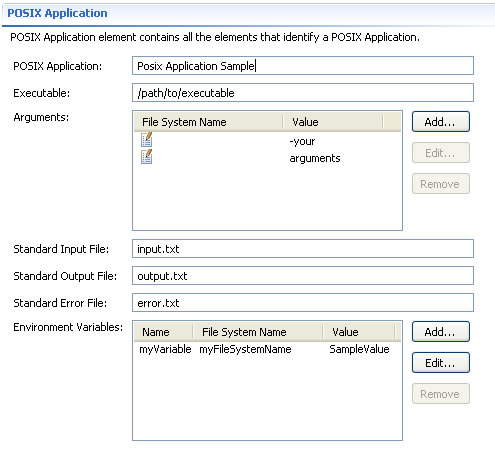 POSIX Application
POSIX Application element contains all the elements that identify a POSIX Application.
POSIX Application: Posix Application Sample
Executable: /path/to/executable
Arguments: File System Name Value Add...
-your
arguments Edit...
Remove
Standard Input File: input.txt
Standard Output File: output.txt
Standard Error File: error.txt
Environment Variables: Name File System Name Value Add...
myVariable myFileSystemName SampleValue
Edit...
Remove